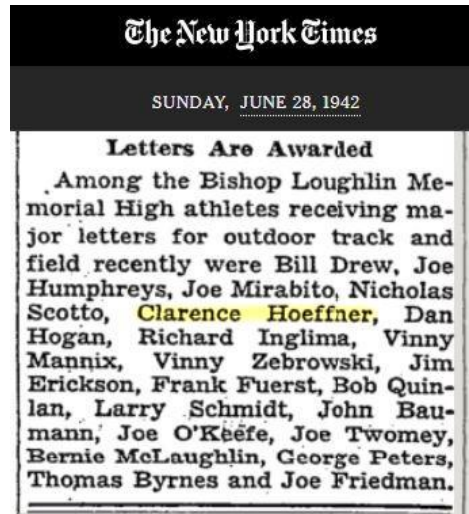 The New York Times
SUNDAY, JUNE 28, 1942
Letters Are Awarded
Among the Bishop Loughlin Me-
morial High athletes receiving ma-
jor letters for outdoor track and
field recently were Bill Drew, Joe
Humphreys, Joe Mirabito, Nicholas
Scotto, Clarence Hoeffner, Dan
Hogan, Richard Inglima, Vinny
Mannix, Vinny Zebrowski, Jim
Erickson, Frank Fuerst, Bob Quin-
lan, Larry Schmidt, John Bau-
mann, Joe O'Keefe, Joe Twomey,
Bernie McLaughlin, George Peters,
Thomas Byrnes and Joe Friedman.